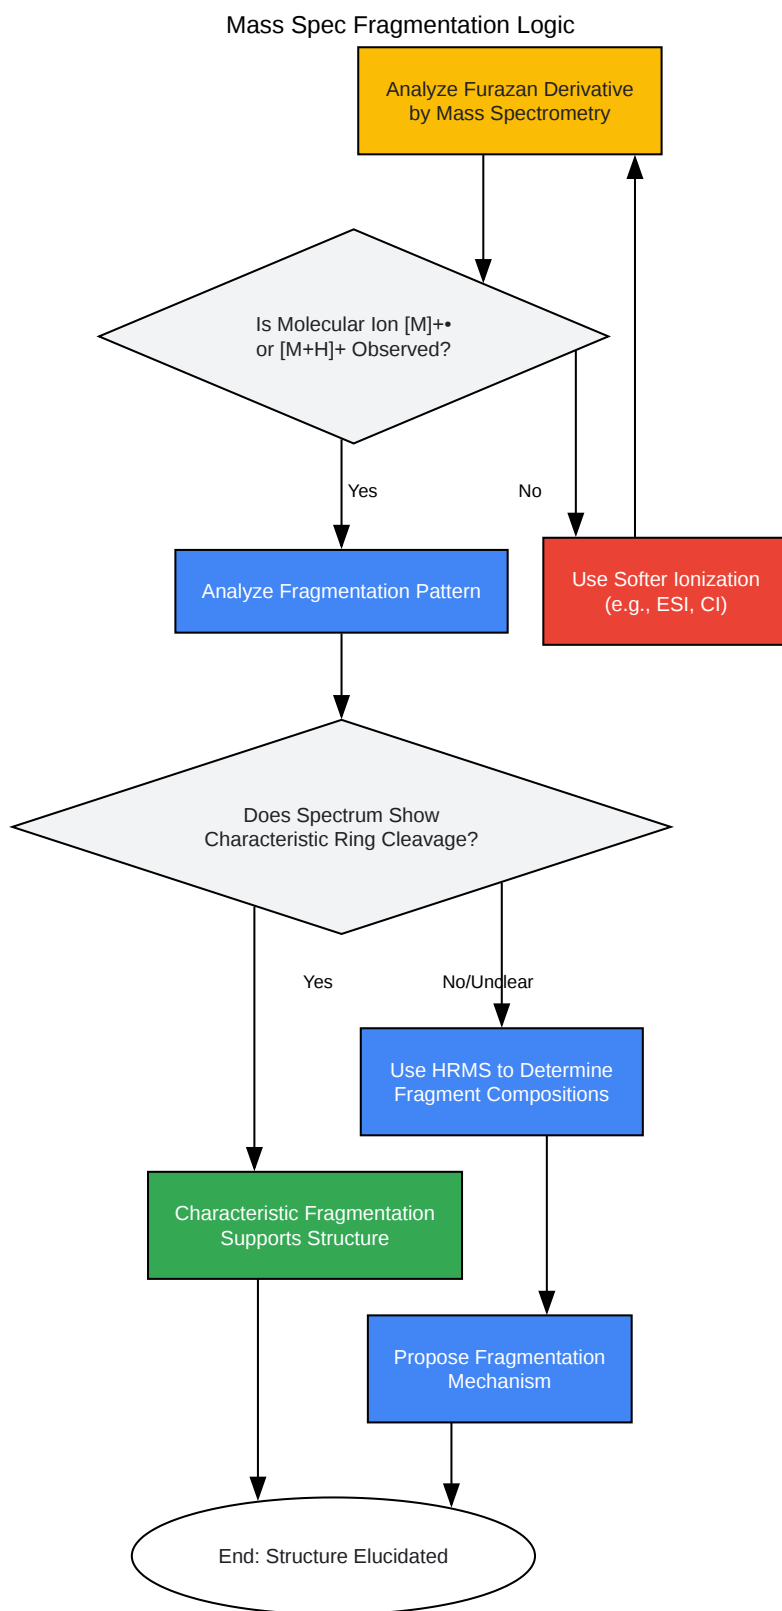 Mass Spec Fragmentation Logic
Analyze Furazan Derivative
by Mass Spectrometry
Is Molecular Ion [M]+•
or [M+H]+ Observed?
Yes
No
Analyze Fragmentation Pattern
Use Softer Ionization
(e.g., ESI, CI)
Does Spectrum Show
Characteristic Ring Cleavage?
Yes
No/Unclear
Use HRMS to Determine
Fragment Compositions
Characteristic Fragmentation
Supports Structure
Propose Fragmentation
Mechanism
End: Structure Elucidated